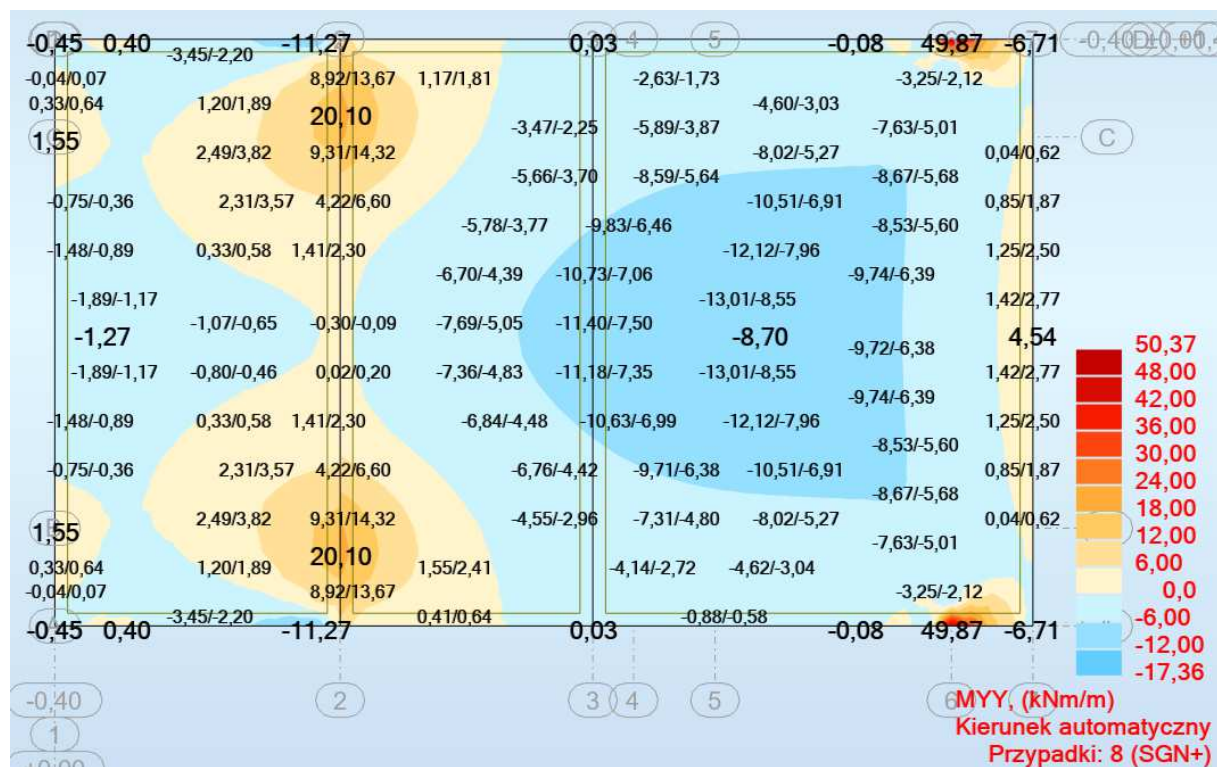 -0,45 0,40 -11,27 0,03 4 5 -0,08 49,87 -6,71
-3,45/-2,20
-0,04/0,07 8,92/13,67 1,17/1,81 -2,63/-1,73 -3,25/-2,12
0,33/0,64 1,20/1,89 -4,60/-3,03
20,10
-3,47/-2,25 -5,89/-3,87 -7,63/-5,01
1,55 C
2,49/3,82 9,31/14,32 -8,02/-5,27 0,04/0,62
-5,66/-3,70 -8,59/-5,64 -8,67/-5,68
-0,75/-0,36 2,31/3,57 4,22/6,60 -10,51/-6,91 0,85/1,87
-5,78/-3,77 -9,83/-6,46 -8,53/-5,60
-1,48/-0,89 0,33/0,58 1,41/2,30 -12,12/-7,96 1,25/2,50
-6,70/-4,39 -10,73/-7,06 -9,74/-6,39
-1,89/-1,17 -13,01/-8,55 1,42/2,77
-1,07/-0,65 -0,30/-0,09 -7,69/-5,05 -11,40/-7,50
-1,27 -8,70 4,54
-9,72/-6,38
-1,89/-1,17 -0,80/-0,46 0,02/0,20 -7,36/-4,83 -11,18/-7,35 -13,01/-8,55 1,42/2,77
-9,74/-6,39
-1,48/-0,89 0,33/0,58 1,41/2,30 -6,84/-4,48 -10,63/-6,99 -12,12/-7,96 1,25/2,50
-8,53/-5,60
-0,75/-0,36 2,31/3,57 4,22/6,60 -6,76/-4,42 -9,71/-6,38 -10,51/-6,91 0,85/1,87
-8,67/-5,68
2,49/3,82 9,31/14,32 -4,55/-2,96 -7,31/-4,80 -8,02/-5,27 0,04/0,62
1,55
-7,63/-5,01
20,10
0,33/0,64 1,20/1,89 1,55/2,41 -4,14/-2,72 -4,62/-3,04
-0,04/0,07 8,92/13,67 -3,25/-2,12
-3,45/-2,20 0,41/0,64 -0,88/-0,58
-0,45 0,40 -11,27 0,03 -0,08 49,87 -6,71
-0,40 2 3 4 5 6
1
50,37
48,00
42,00
36,00
30,00
24,00
18,00
12,00
6,00
0,0
-6,00
-12,00
-17,36
MYY, (kNm/m)
Kierunek automatyczny
Przypadki: 8 (SGN+)